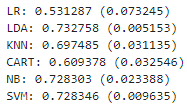 LR: 0.531287 (0.073245)
LDA: 0.732758 (0.005153)
KNN: 0.697485 (0.031135)
CART: 0.609378 (0.032546)
NB: 0.728303 (0.023388)
SVM: 0.728346 (0.009635)